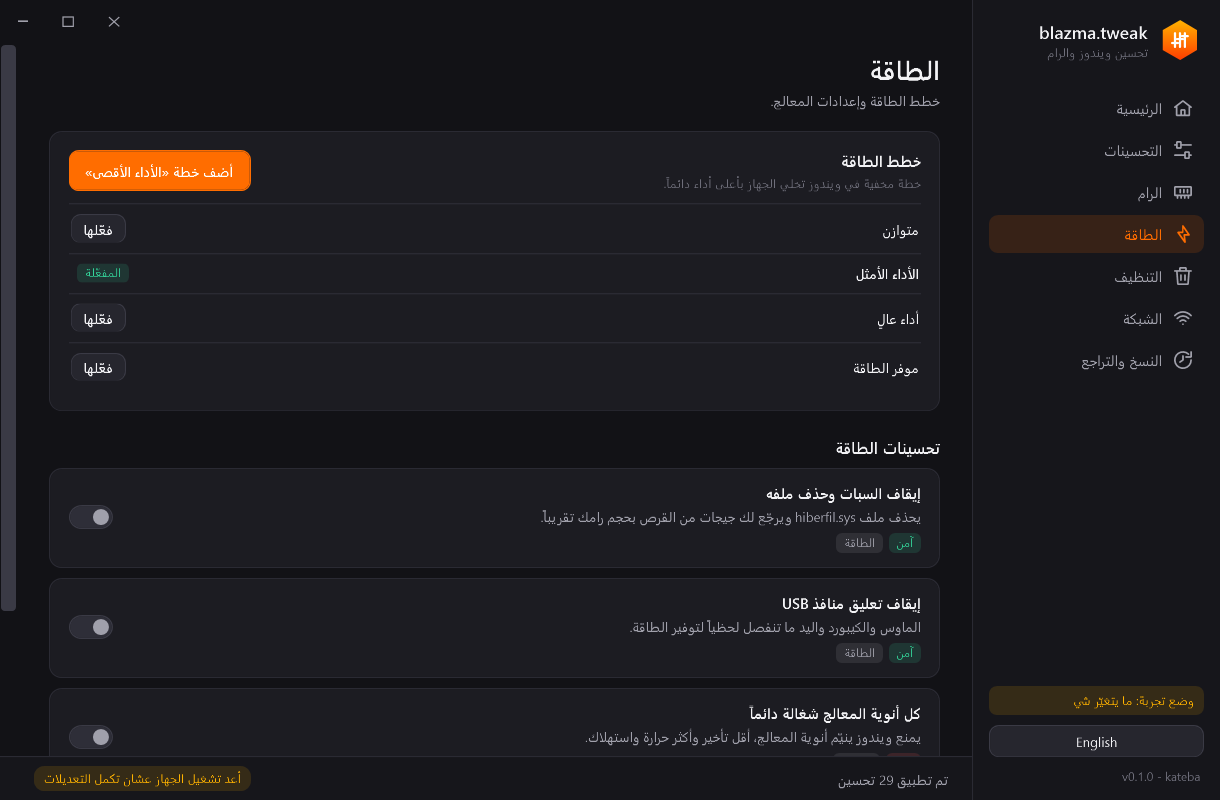 blazma.tweak
تحسين ويندوز والرام
الرئيسية
التحسينات
الرام
الطاقة
التنظيف
الشبكة
النسخ والتراجع
وضع تجربة: ما يتغيّر شي
English
v0.1.0 - kateba
الطاقة
خطط الطاقة وإعدادات المعالج.
خطط الطاقة
أضف خطة «الأداء الأقصى»
خطة مخفية في ويندوز تخلي الجهاز بأعلى أداء دائماً.
متوازن
فعّلها
الأداء الأمثل
المفعّلة
أداء عالٍ
فعّلها
موفر الطاقة
فعّلها
تحسينات الطاقة
إيقاف السبات وحذف ملفه
يحذف ملف hiberfil.sys ويرجّع لك جيجات من القرص بحجم رامك تقريباً.
آمن
الطاقة
إيقاف تعليق منافذ USB
الماوس والكيبورد واليد ما تنفصل لحظياً لتوفير الطاقة.
آمن
الطاقة
كل أنوية المعالج شغالة دائماً
يمنع ويندوز ينيّم أنوية المعالج، أقل تأخير وأكثر حرارة واستهلاك.
تم تطبيق 29 تحسين
أعد تشغيل الجهاز عشان تكمل التعديلات